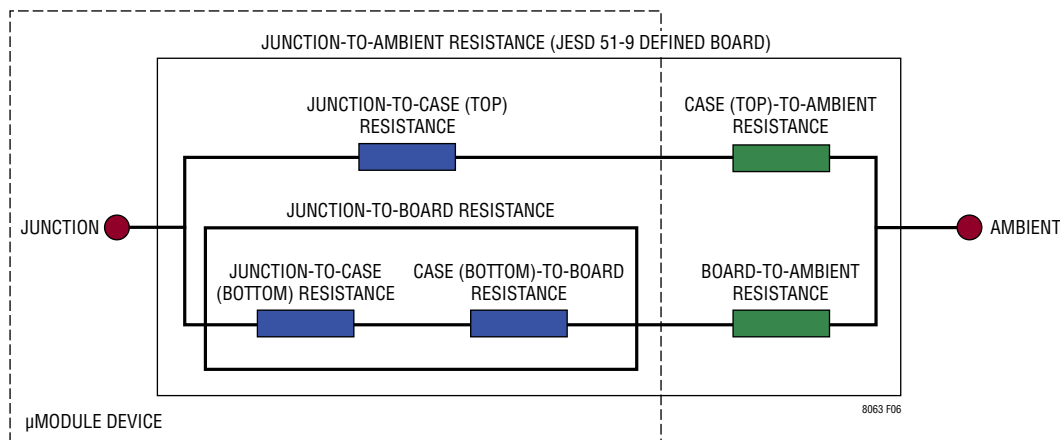 JUNCTION-TO-AMBIENT RESISTANCE (JESD 51-9 DEFINED BOARD)
JUNCTION-TO-CASE (TOP)
RESISTANCE
CASE (TOP)-TO-AMBIENT
RESISTANCE
JUNCTION
JUNCTION-TO-BOARD RESISTANCE
AMBIENT
JUNCTION-TO-CASE
(BOTTOM) RESISTANCE
CASE (BOTTOM)-TO-BOARD
RESISTANCE
BOARD-TO-AMBIENT
RESISTANCE
8063 F06
µMODULE DEVICE